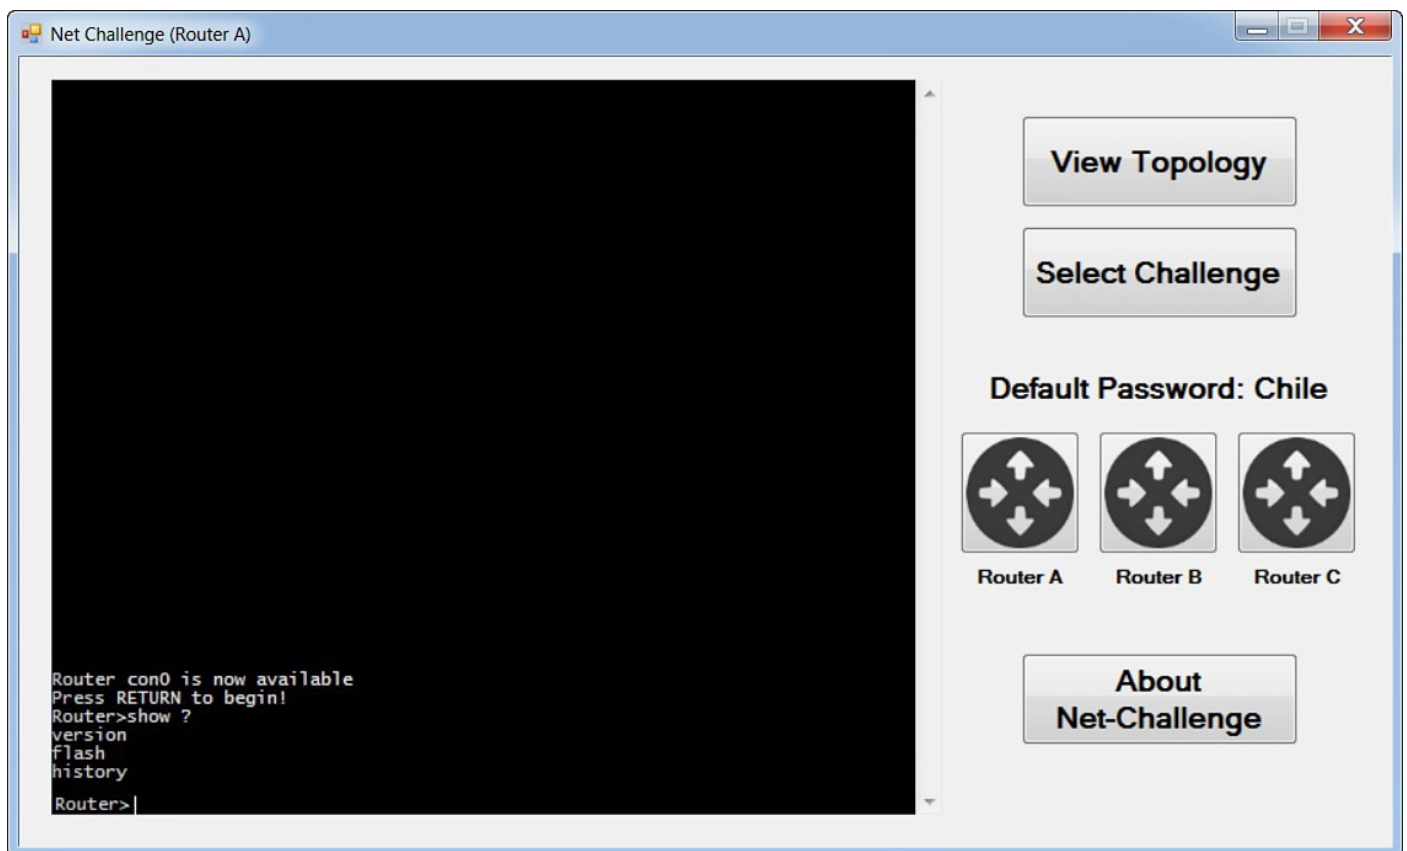 Net Challenge (Router A)
View Topology
Select Challenge
Default Password: Chile
Router A
Router B
Router C
About
Net-Challenge
Router con0 is now available
Press RETURN to begin!
Router>show ?
version
flash
history
Router>